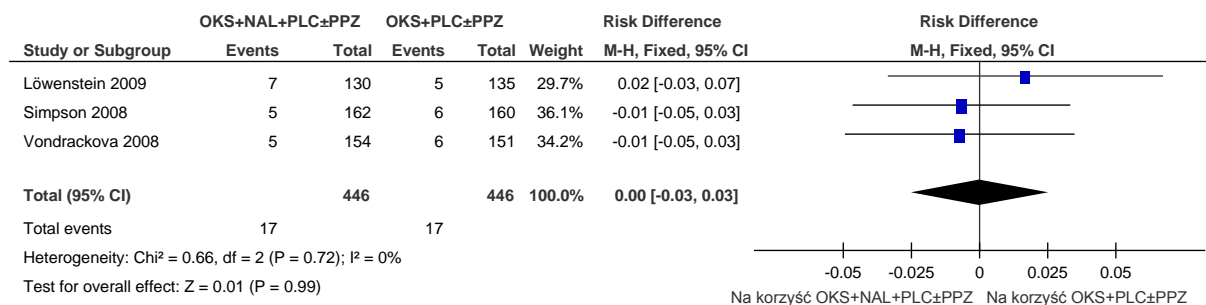 OKS+NAL+PLC±PPZ OKS+PLC±PPZ Risk Difference Risk Difference
Study or Subgroup Events Total Events Total Weight M-H, Fixed, 95% CI M-H, Fixed, 95% CI
Löwenstein 2009 7 130 5 135 29.7% 0.02 [-0.03, 0.07]
Simpson 2008 5 162 6 160 36.1% -0.01 [-0.05, 0.03]
Vondrackova 2008 5 154 6 151 34.2% -0.01 [-0.05, 0.03]
Total (95% CI) 446 446 100.0% 0.00 [-0.03, 0.03]
Total events 17 17
Heterogeneity: Chi² = 0.66, df = 2 (P = 0.72); I² = 0%
Test for overall effect: Z = 0.01 (P = 0.99)
-0.05 -0.025 0 0.025 0.05
Na korzyść OKS+NAL+PLC±PPZ Na korzyść OKS+PLC±PPZ